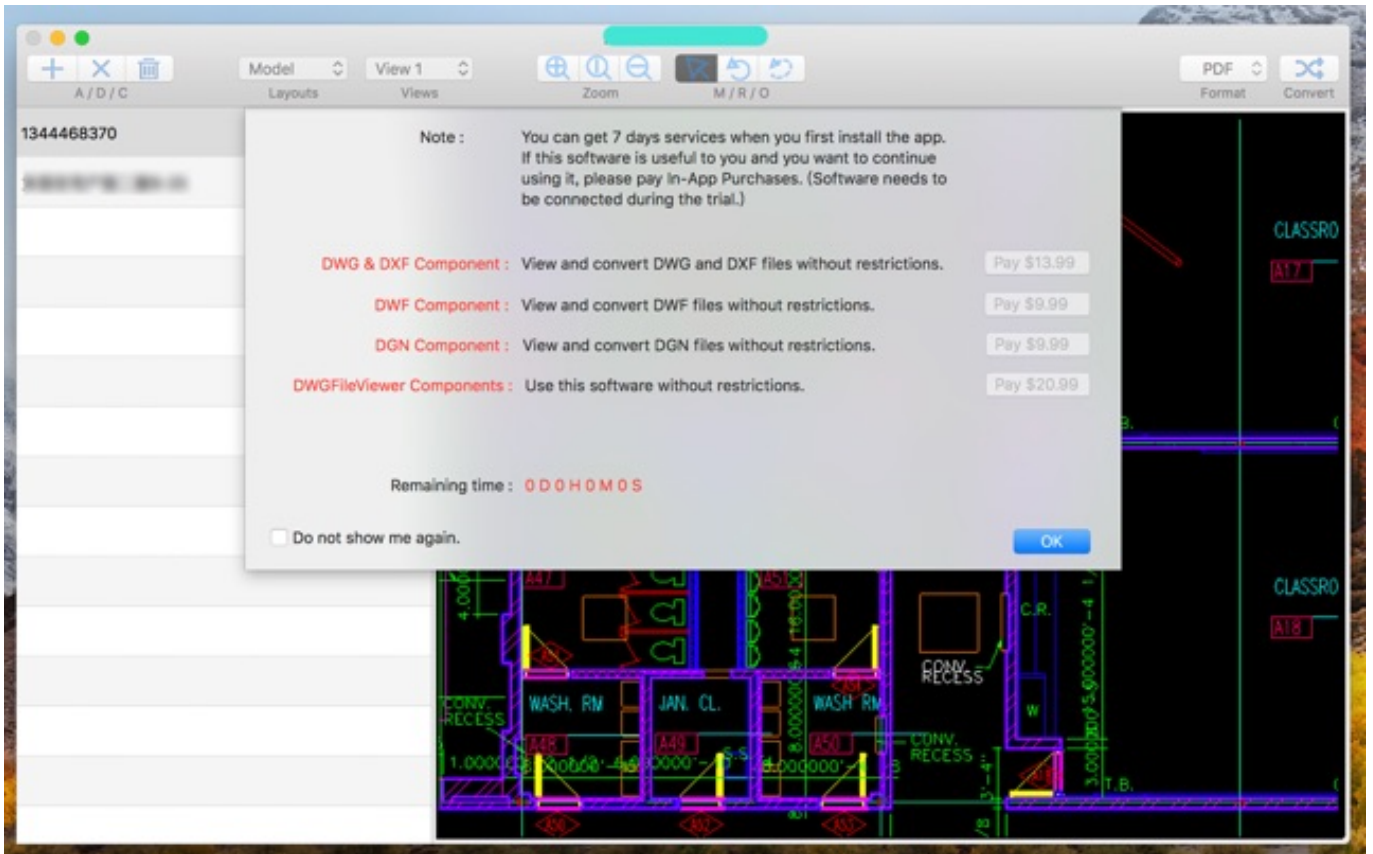 Model
View 1
PDF
A / D / C
Layouts
Views
Zoom
M / R / O
Format
Convert
1344468370
Note :
You can get 7 days services when you first install the app.
If this software is useful to you and you want to continue
using it, please pay In-App Purchases. (Software needs to
be connected during the trial.)
DWG & DXF Component : View and convert DWG and DXF files without restrictions. Pay $13.99
DWF Component : View and convert DWF files without restrictions. Pay $9.99
DGN Component : View and convert DGN files without restrictions. Pay $9.99
DWGFileViewer Components : Use this software without restrictions. Pay $20.99
Remaining time : 0 D 0 H 0 M 0 S
Do not show me again.
OK
CLASSRO
A17
A47
A51
C.R.
CLASSRO
A18
CONV.
RECESS
WASH. RM
JAN. CL.
WASH RM
W
CONV.
RECESS
A48
A49
A50
CONV.
RECESS
S.S.
3'-4"
T.B.
A52
A53